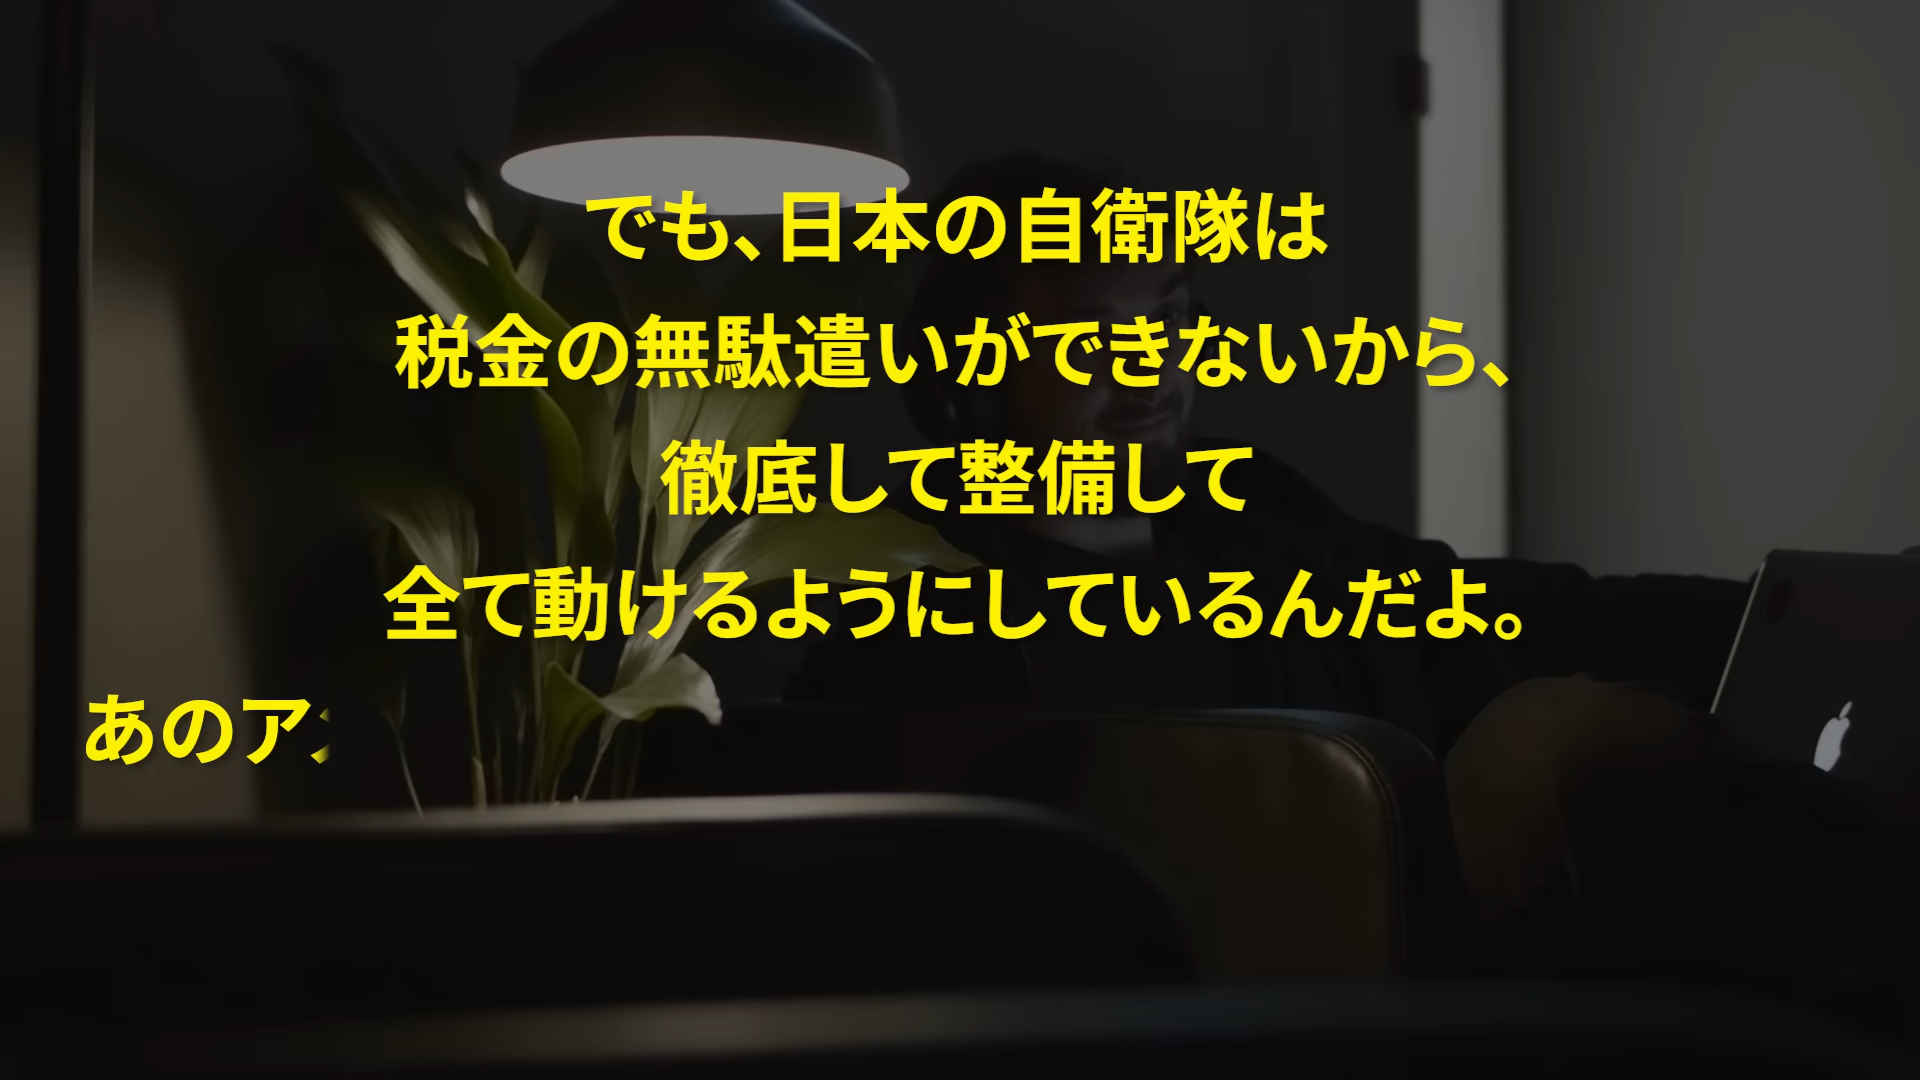 でも、日本の自衛隊は
税金の無駄遣いができないから、
徹底して整備して
全て動けるようにしているんだよ。
あのア